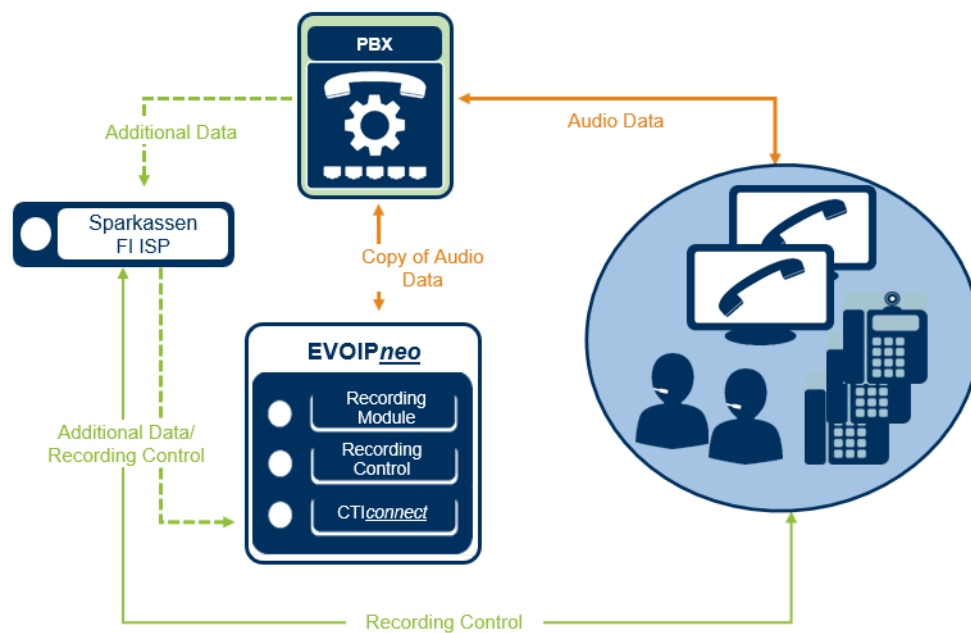 PBX
Additional Data
Audio Data
Sparkassen
FI ISP
Copy of Audio
Data
EVOIPneo
Recording
Module
Recording
Control
CTIconnect
Additional Data/
Recording Control
Recording Control